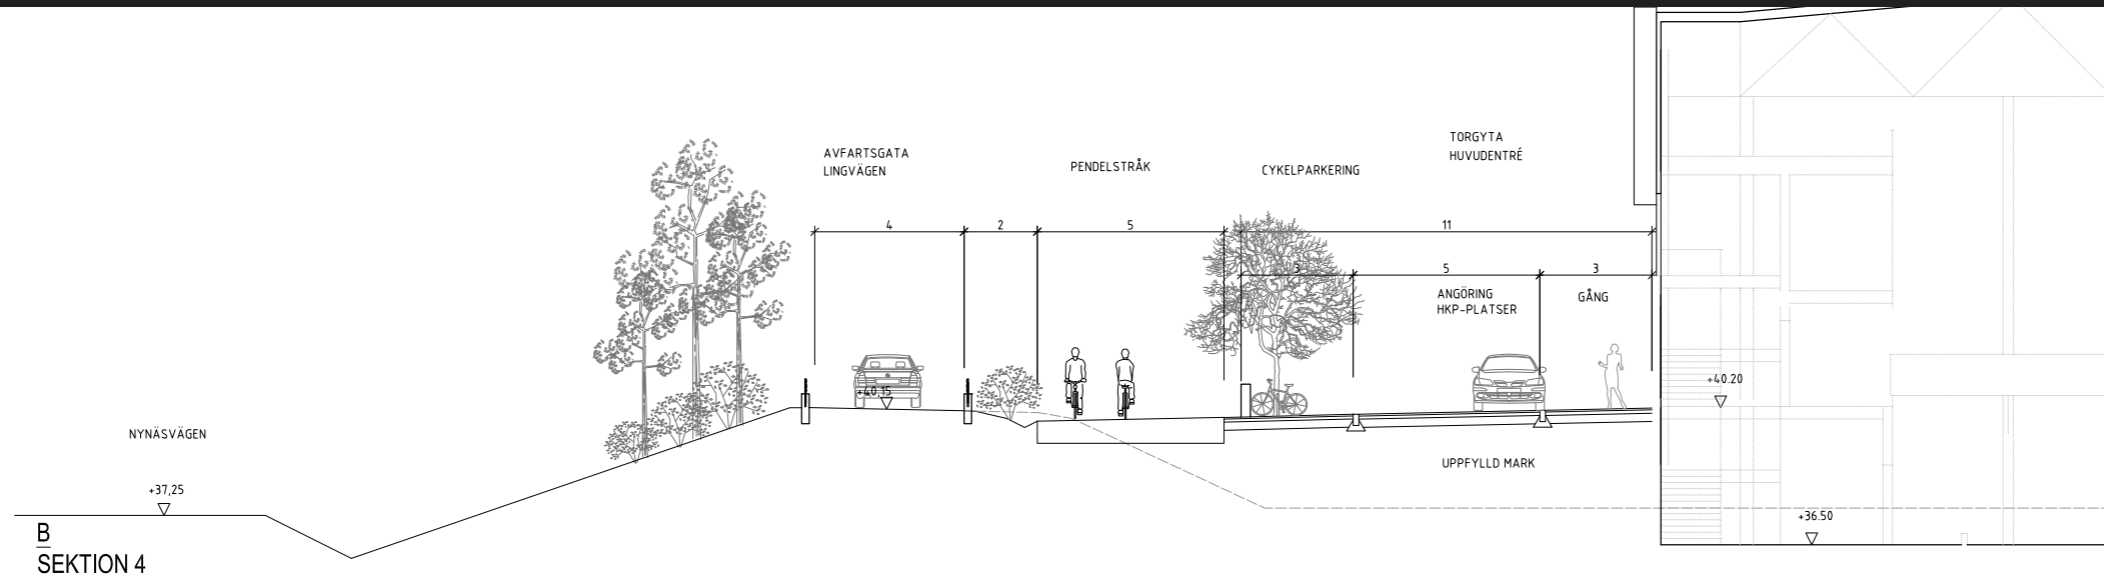 AVFARTSGATA
LINGVÄGEN
PENDELSTRÅK
CYKELPARKERING
TORGYTA
HUVUDENTRÉ
4
2
5
11
3
5
3
ANGÖRING
HKP-PLATSER
GÅNG
+40,15
+40.20
NYNÄSVÄGEN
+37,25
UPPFYLLD MARK
+36.50
B
SEKTION 4